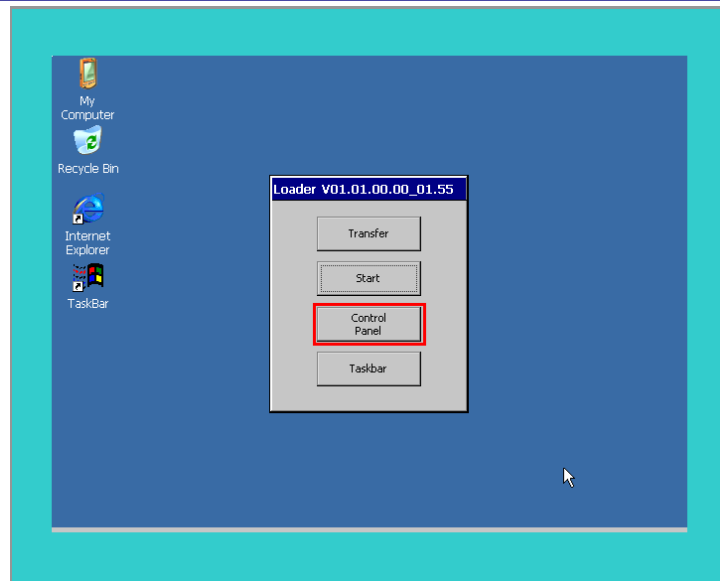 My
Computer
Recycle Bin
Internet
Explorer
TaskBar
Loader V01.01.00.00_01.55
Transfer
Start
Control
Panel
Taskbar